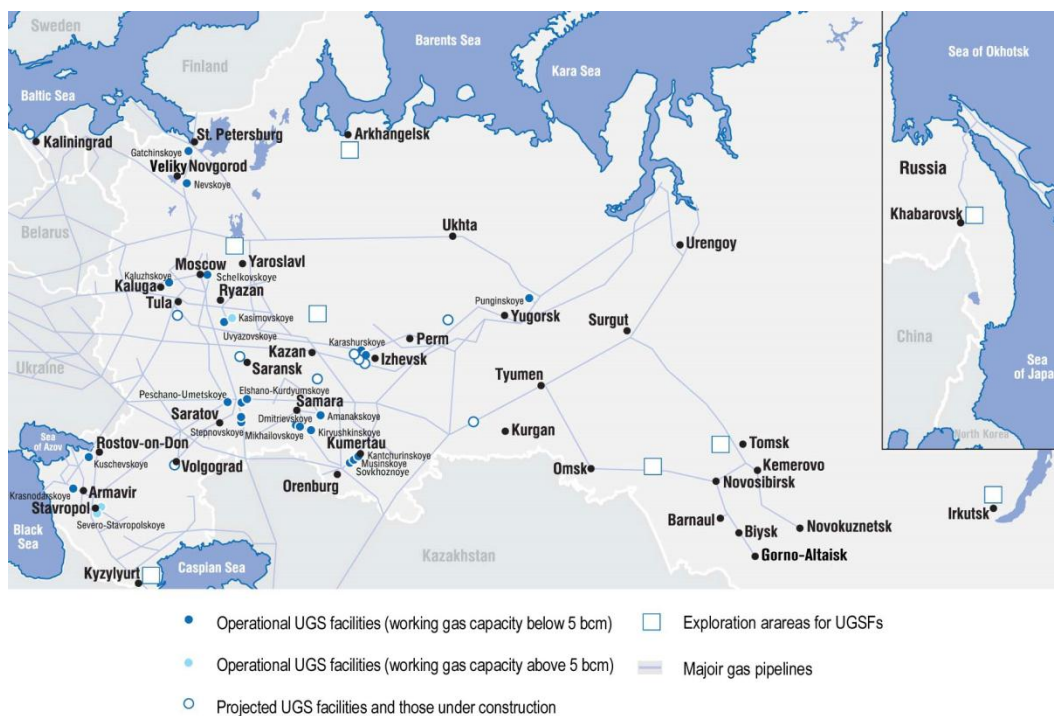 Sweden
Finland
Barents Sea
Kara Sea
Sea of Okhotsk
Baltic Sea
Kaliningrad
St. Petersburg
Arkhangelsk
Gatchinskoye
Veliky Novgorod
Nevskoye
Russia
Khabarovsk
Belarus
Ukhta
Urengoy
Moscow
Yaroslavl
Kaluzhskoye
Schelkovskoye
Kaluga
Ryazan
Tula
Kasimovskoye
Uvyazovskoye
Punginskoye
Yugorsk
Surgut
China
Karashurskoye
Perm
Kazan
Izhevsk
Ukraine
Saransk
Tyumen
Sea
of Japa
Peschano-Umetskoye
Elshano-Kurdyumskoye
Samara
Saratov
Dmitrievskoye
Amanakskoye
Stepnovskoye
Mikhailovskoye
Kiryushkinskoye
Kurgan
North Korea
Sea
of Azov
Rostov-on-Don
Kumertau
Kantchurinskoye
Musinskoye
Sovkhoznoye
Tomsk
Kuschevskoye
Volgograd
Orenburg
Omsk
Kemerovo
Novosibirsk
Krasnodarskoye
Armavir
Stavropol
Severo-Stavropolskoye
Irkutsk
Black
Sea
Barnaul
Biysk
Novokuznetsk
Kazakhstan
Gorno-Altaisk
Kyzylyurt
Caspian Sea
Operational UGS facilities (working gas capacity below 5 bcm)
Exploration arareas for UGSFs
Operational UGS facilities (working gas capacity above 5 bcm)
Majoir gas pipelines
Projected UGS facilities and those under construction